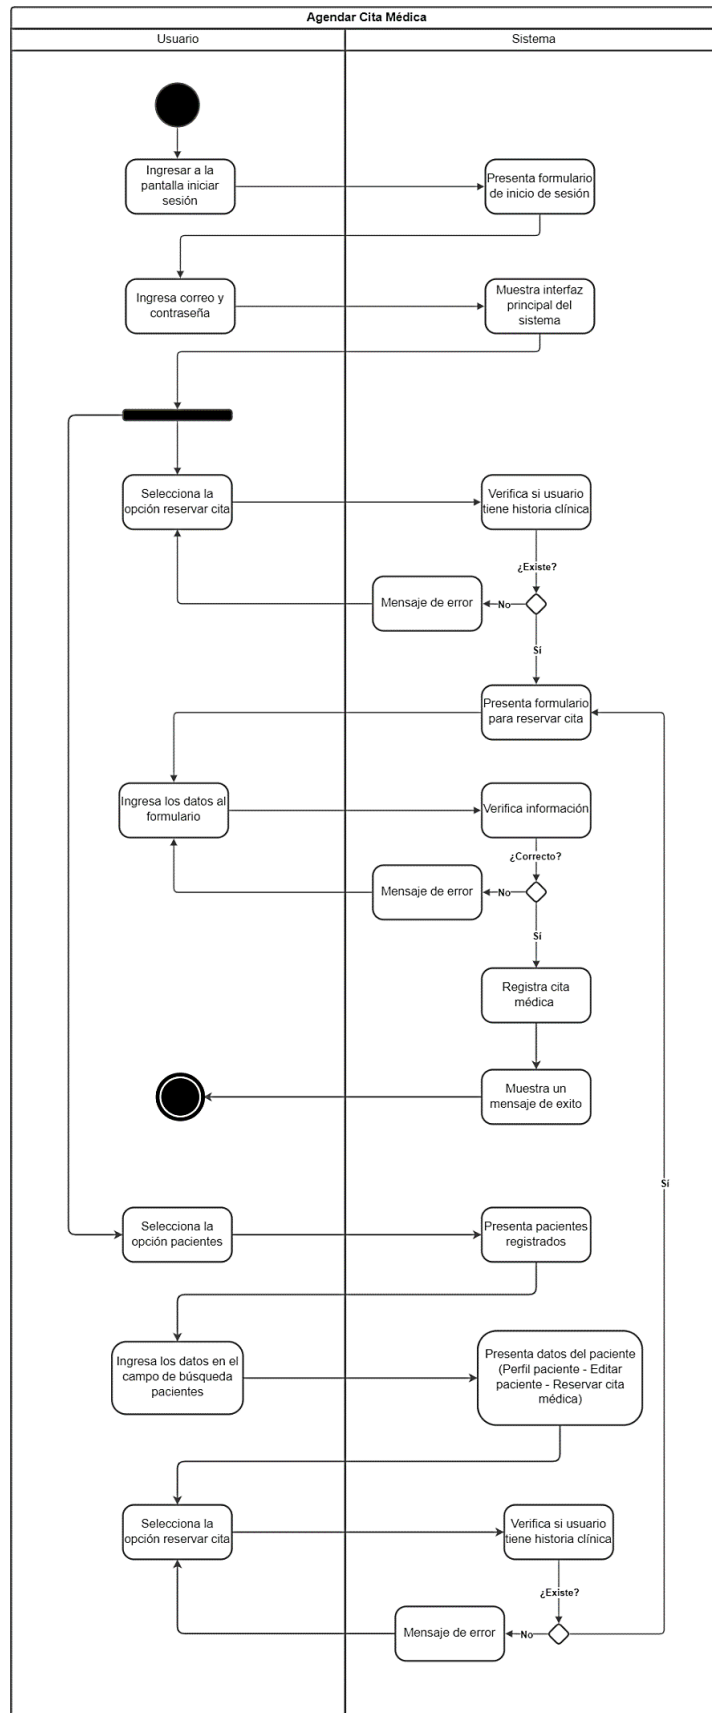 Agendar Cita Médica
Usuario
Sistema
Ingresar a la
pantalla iniciar
sesión
Presenta formulario
de inicio de sesión
Ingresa correo y
contraseña
Muestra interfaz
principal del
sistema
Selecciona la
opción reservar cita
Verifica si usuario
tiene historia clínica
¿Existe?
Mensaje de error
No
Sí
Presenta formulario
para reservar cita
Ingresa los datos al
formulario
Verifica información
¿Correcto?
Mensaje de error
No
Sí
Registra cita
médica
Muestra un
mensaje de exito
Sí
Selecciona la
opción pacientes
Presenta pacientes
registrados
Ingresa los datos en el
campo de búsqueda
pacientes
Presenta datos del paciente
(Perfil paciente - Editar
paciente - Reservar cita
médica)
Selecciona la
opción reservar cita
Verifica si usuario
tiene historia clínica
¿Existe?
Mensaje de error
No